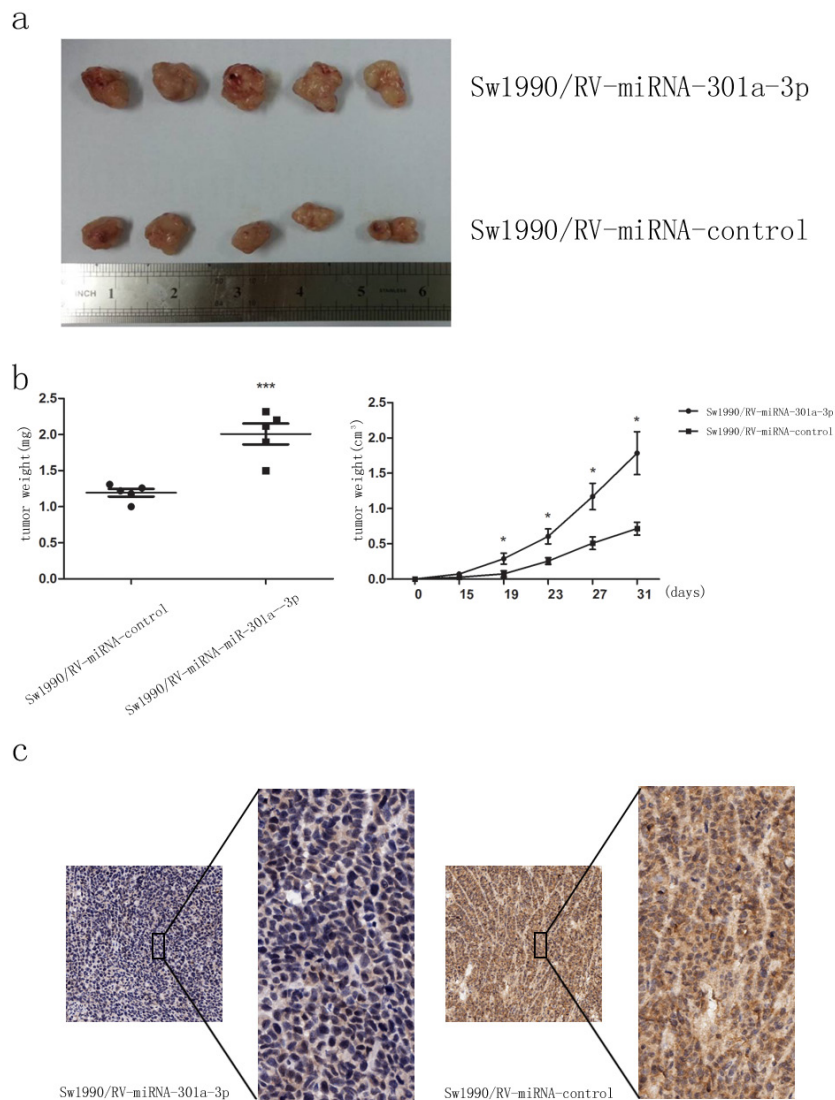 a
Sw1990/RV-miRNA-301a-3p
Sw1990/RV-miRNA-control
INCH 1 2 3 4 5 6
b
***
tumor weight(mg)
2.5
2.0
1.5
1.0
0.5
0.0
Sw1990/RV-miRNA-control
Sw1990/RV-miRNA-miR-301a--3p
tumor weight(cm³)
2.5
2.0
1.5
1.0
0.5
0.0
* * * *
0 15 19 23 27 31 (days)
Sw1990/RV-miRNA-301a-3p
Sw1990/RV-miRNA-control
c
Sw1990/RV-miRNA-301a-3p
Sw1990/RV-miRNA-control